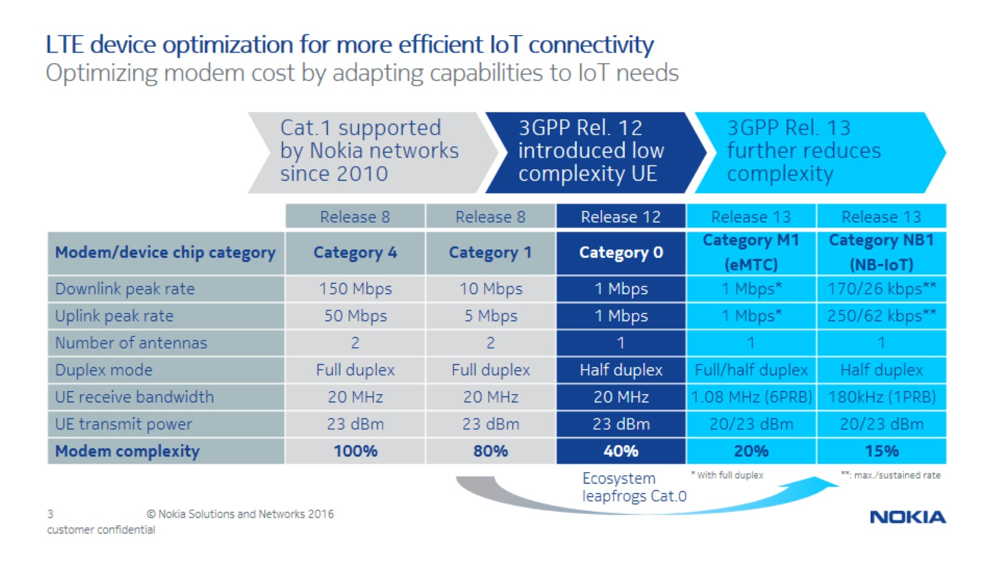 LTE device optimization for more efficient IoT connectivity
Optimizing modem cost by adapting capabilities to IoT needs
Cat.1 supported
by Nokia networks
since 2010
3GPP Rel. 12
introduced low
complexity UE
3GPP Rel. 13
further reduces
complexity
Release 8 Release 8 Release 12 Release 13 Release 13
Modem/device chip category Category 4 Category 1 Category 0 Category M1 (eMTC) Category NB1 (NB-IoT)
Downlink peak rate 150 Mbps 10 Mbps 1 Mbps 1 Mbps* 170/26 kbps**
Uplink peak rate 50 Mbps 5 Mbps 1 Mbps 1 Mbps* 250/62 kbps**
Number of antennas 2 2 1 1 1
Duplex mode Full duplex Full duplex Half duplex Full/half duplex Half duplex
UE receive bandwidth 20 MHz 20 MHz 20 MHz 1.08 MHz (6PRB) 180kHz (1PRB)
UE transmit power 23 dBm 23 dBm 23 dBm 20/23 dBm 20/23 dBm
Modem complexity 100% 80% 40% 20% 15%
Ecosystem
leapfrogs Cat.0
* With full duplex
**: max./sustained rate
3 © Nokia Solutions and Networks 2016
customer confidential
NOKIA